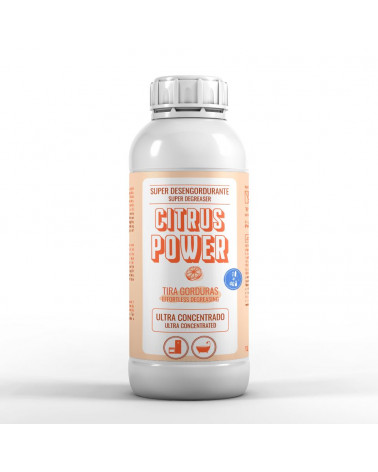 SUPER DESENGORDURANTE
SUPER DEGREASER
CITRUS
POWER
TIRA GORDURAS
EFFORTLESS DEGREASING
ULTRA CONCENTRADO
ULTRA CONCENTRATED